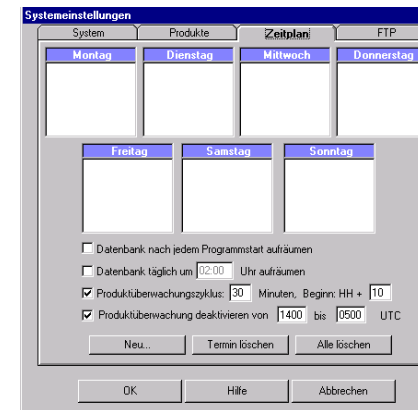 Systemeinstellungen
System Produkte Zeitplan FTP
Montag Dienstag Mittwoch Donnerstag
Freitag Samstag Sonntag
Datenbank nach jedem Programmstart aufräumen
Datenbank täglich um 02:00 Uhr aufräumen
Produktüberwachungszyklus: 30 Minuten, Beginn: HH + 10
Produktüberwachung deaktivieren von 1400 bis 0500 UTC
Neu... Termin löschen Alle löschen
OK Hilfe Abbrechen